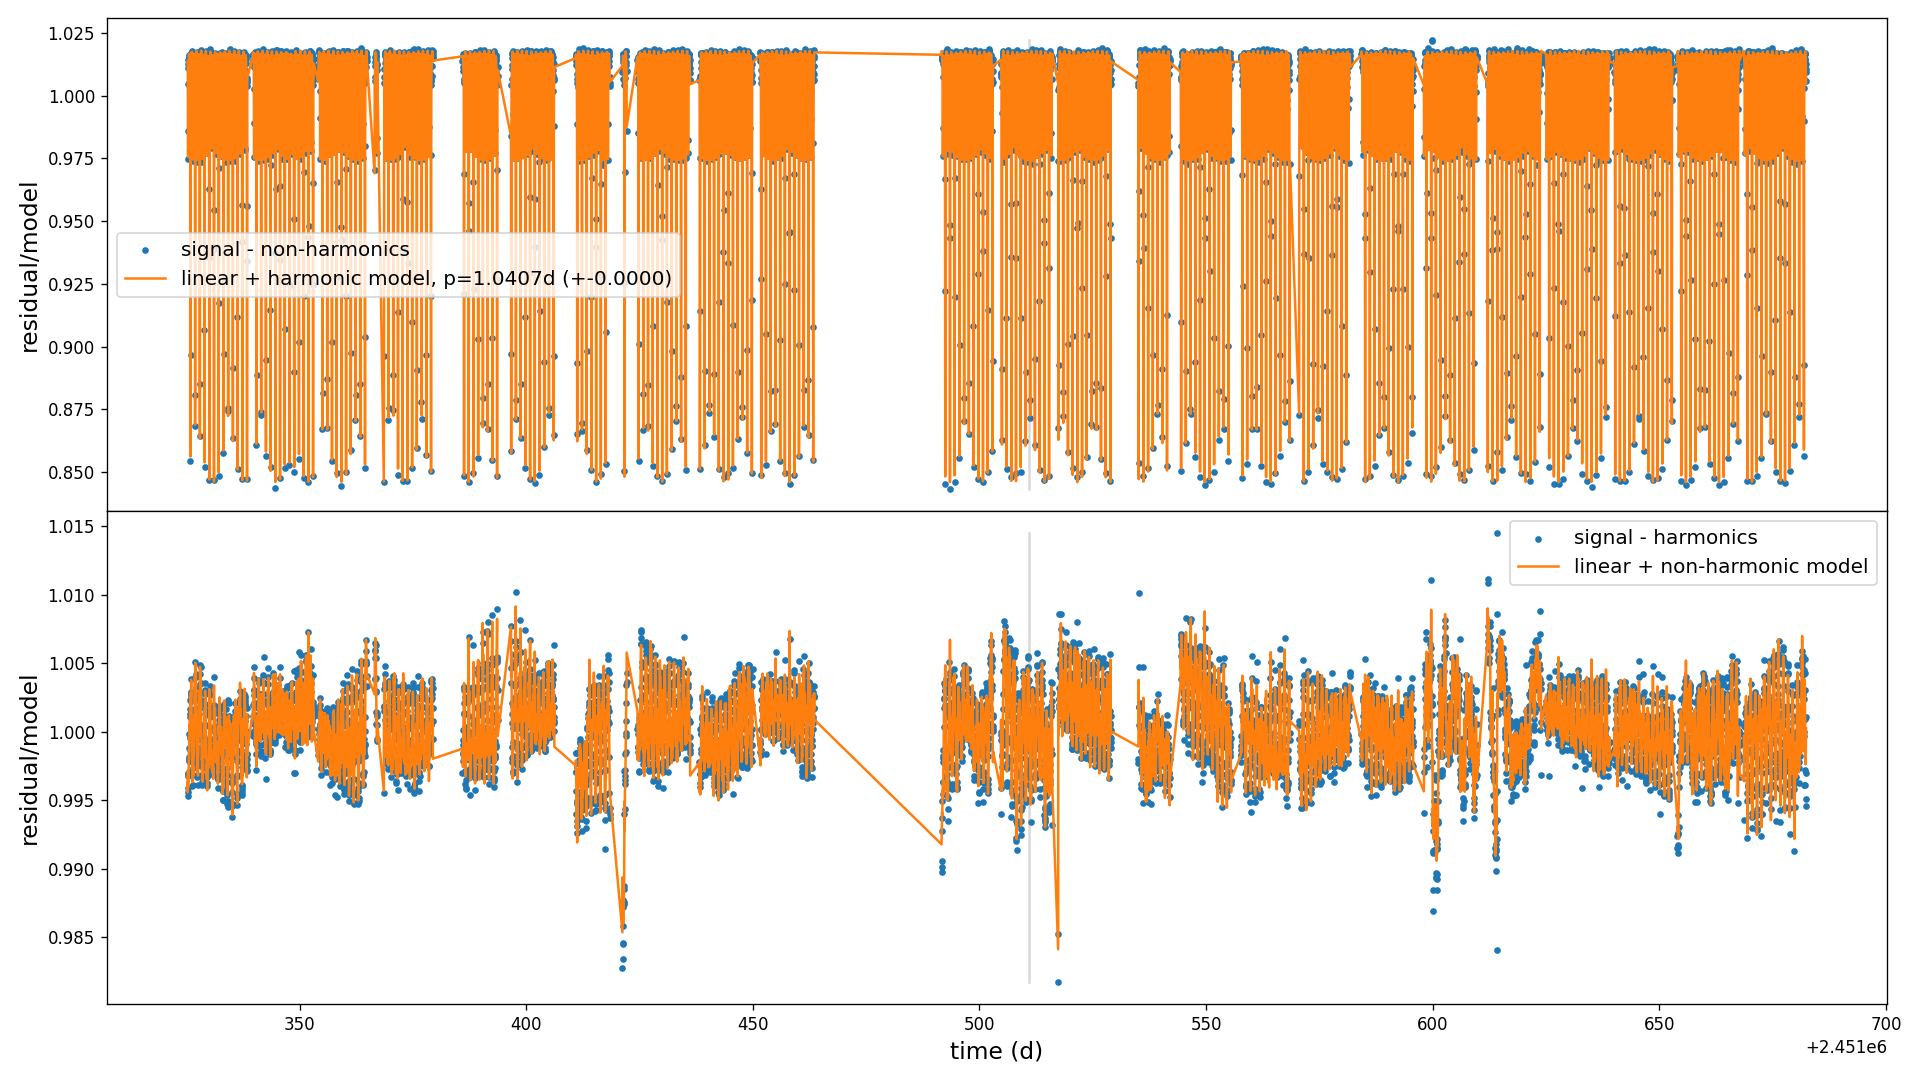 1.025
1.000
0.975
0.950
0.925
0.900
0.875
0.850
residual/model
signal - non-harmonics
linear + harmonic model, p=1.0407d (+-0.0000)
1.015
1.010
1.005
1.000
0.995
0.990
0.985
residual/model
signal - harmonics
linear + non-harmonic model
350
400
450
500
550
600
650
700
time (d)
+2.451e6